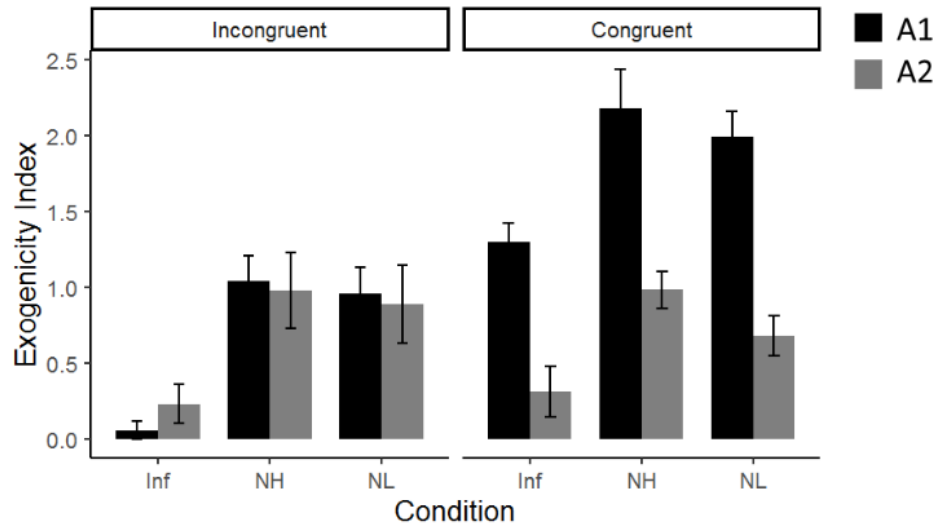 Incongruent
Congruent
A1
A2
Exogenicity Index
2.5
2.0
1.5
1.0
0.5
0.0
Inf
NH
NL
Inf
NH
NL
Condition